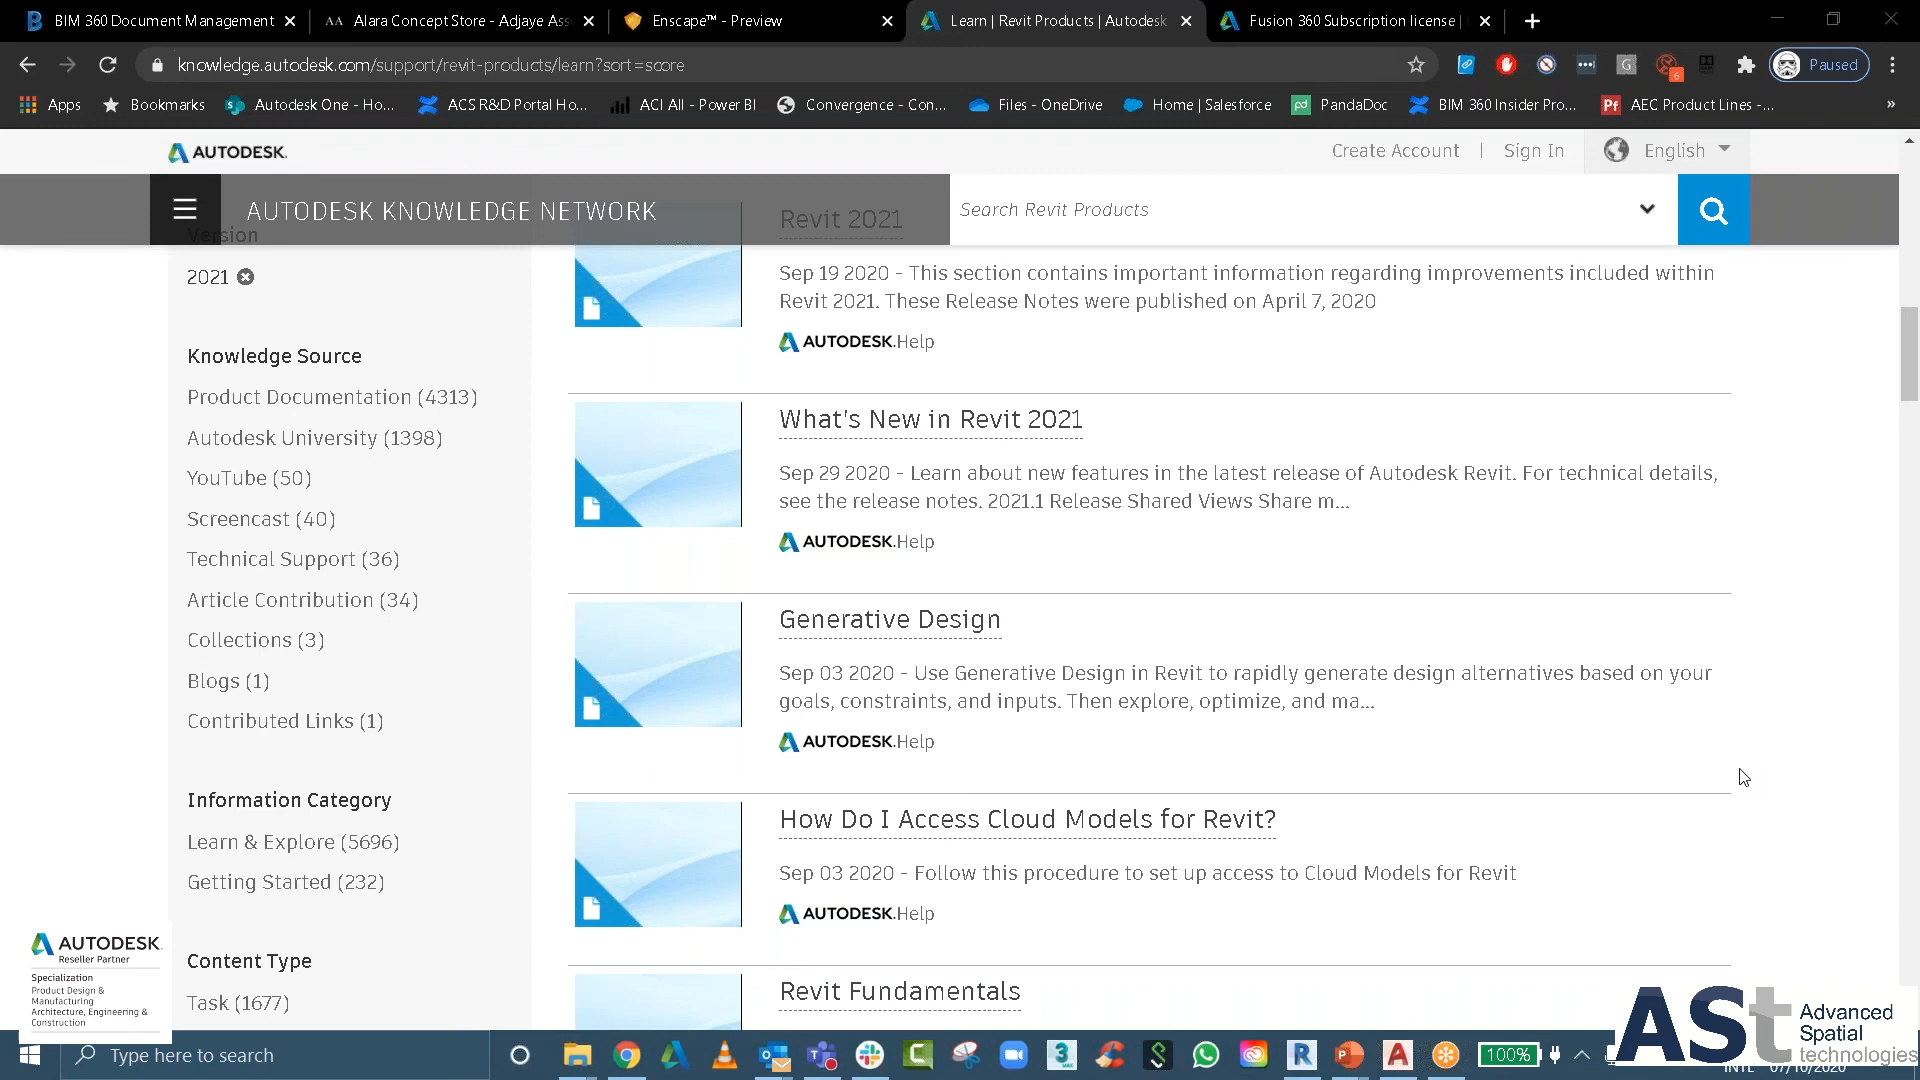 BIM 360 Document Management
Alara Concept Store - Adjaye Ass
Enscape™ - Preview
Learn | Revit Products | Autodesk
Fusion 360 Subscription license |
knowledge.autodesk.com/support/revit-products/learn?sort=score
Paused
Apps
Bookmarks
Autodesk One - Ho...
ACS R&D Portal Ho...
ACI All - Power BI
Convergence - Con...
Files - OneDrive
Home | Salesforce
PandaDoc
BIM 360 Insider Pro...
AEC Product Lines -...
AUTODESK.
Create Account | Sign In
English
AUTODESK KNOWLEDGE NETWORK
Search Revit Products
Version
2021
Knowledge Source
Product Documentation (4313)
Autodesk University (1398)
YouTube (50)
Screencast (40)
Technical Support (36)
Article Contribution (34)
Collections (3)
Blogs (1)
Contributed Links (1)
Information Category
Learn & Explore (5696)
Getting Started (232)
Content Type
Task (1677)
Revit 2021
Sep 19 2020 - This section contains important information regarding improvements included within
Revit 2021. These Release Notes were published on April 7, 2020
AUTODESK.Help
What's New in Revit 2021
Sep 29 2020 - Learn about new features in the latest release of Autodesk Revit. For technical details,
see the release notes. 2021.1 Release Shared Views Share m...
AUTODESK.Help
Generative Design
Sep 03 2020 - Use Generative Design in Revit to rapidly generate design alternatives based on your
goals, constraints, and inputs. Then explore, optimize, and ma...
AUTODESK.Help
How Do I Access Cloud Models for Revit?
Sep 03 2020 - Follow this procedure to set up access to Cloud Models for Revit
AUTODESK.Help
Revit Fundamentals
AUTODESK.
Reseller Partner
Specialization
Product Design &
Manufacturing
Architecture, Engineering &
Construction
Type here to search
100%
INTL 07/10/2020
ASt
Advanced
Spatial
technologies